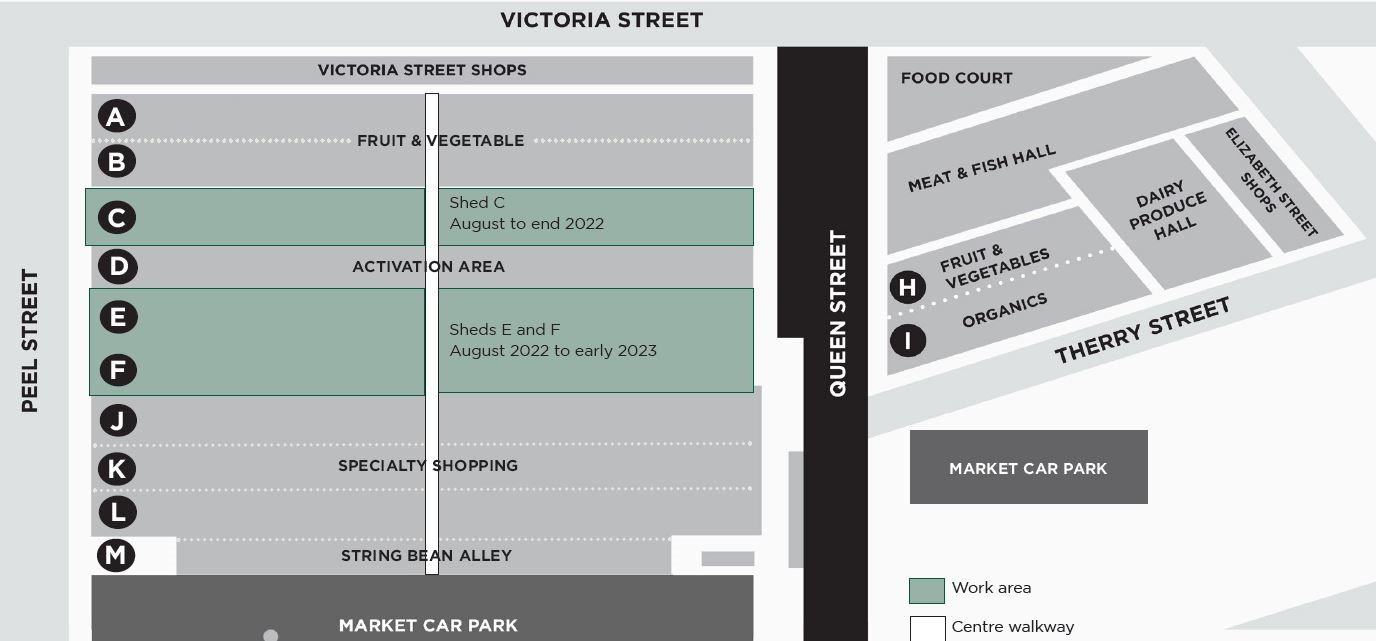 VICTORIA STREET
VICTORIA STREET SHOPS
A
FRUIT & VEGETABLE
B
C
Shed C
August to end 2022
D
ACTIVATION AREA
E
Sheds E and F
August 2022 to early 2023
F
J
K
SPECIALTY SHOPPING
L
M
STRING BEAN ALLEY
MARKET CAR PARK
PEEL STREET
QUEEN STREET
FOOD COURT
MEAT & FISH HALL
DAIRY
PRODUCE
HALL
ELIZABETH STREET
SHOPS
H
FRUIT &
VEGETABLES
I
ORGANICS
THERRY STREET
MARKET CAR PARK
Work area
Centre walkway